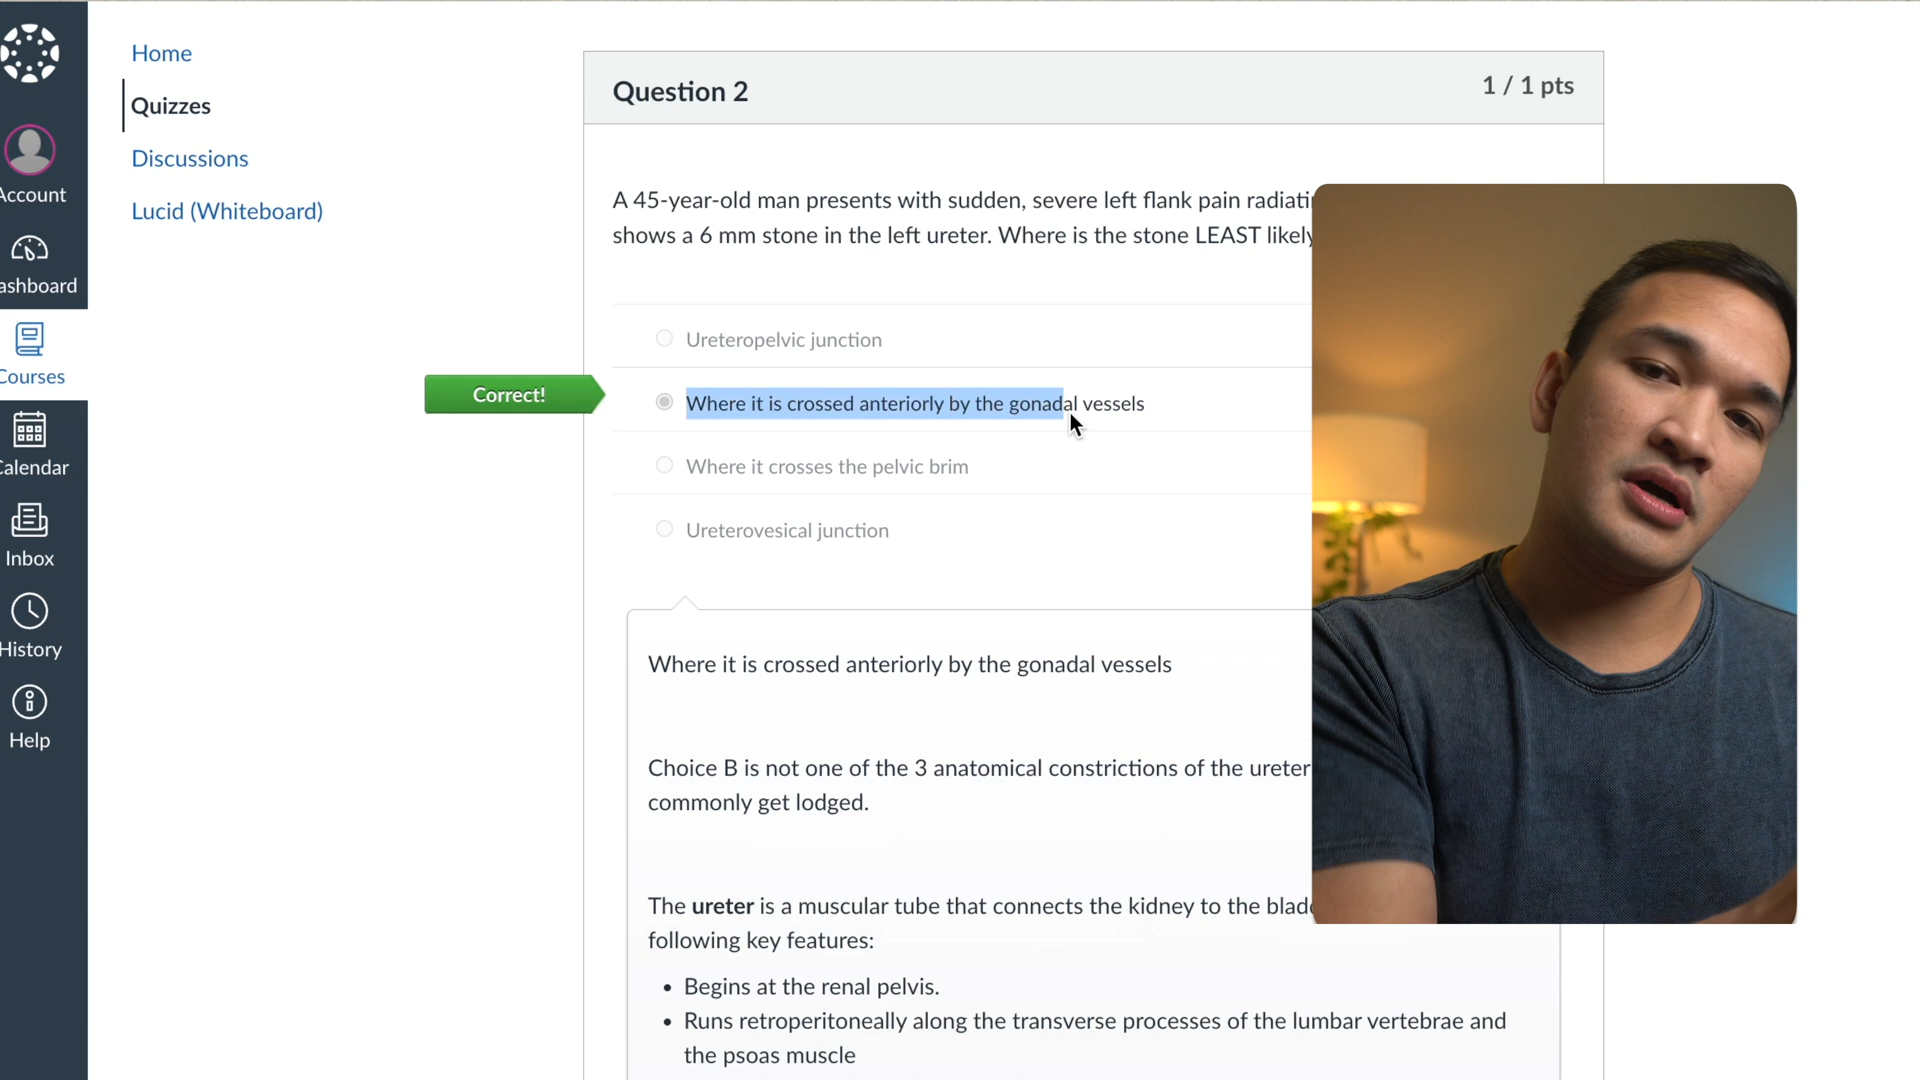 Home
Quizzes
Discussions
Lucid (Whiteboard)
Account
ashboard
Courses
Calendar
Inbox
History
Help
Question 2
1 / 1 pts
A 45-year-old man presents with sudden, severe left flank pain
shows a 6 mm stone in the left ureter. Where is the stone LEAST likely
Ureteropelvic junction
Correct!
Where it is crossed anteriorly by the gonadal vessels
Where it crosses the pelvic brim
Ureterovesical junction
Where it is crossed anteriorly by the gonadal vessels
Choice B is not one of the 3 anatomical constrictions of the ureter
commonly get lodged.
The ureter is a muscular tube that connects the kidney to the
following key features:
• Begins at the renal pelvis.
• Runs retroperitoneally along the transverse processes of the lumbar vertebrae and
the psoas muscle